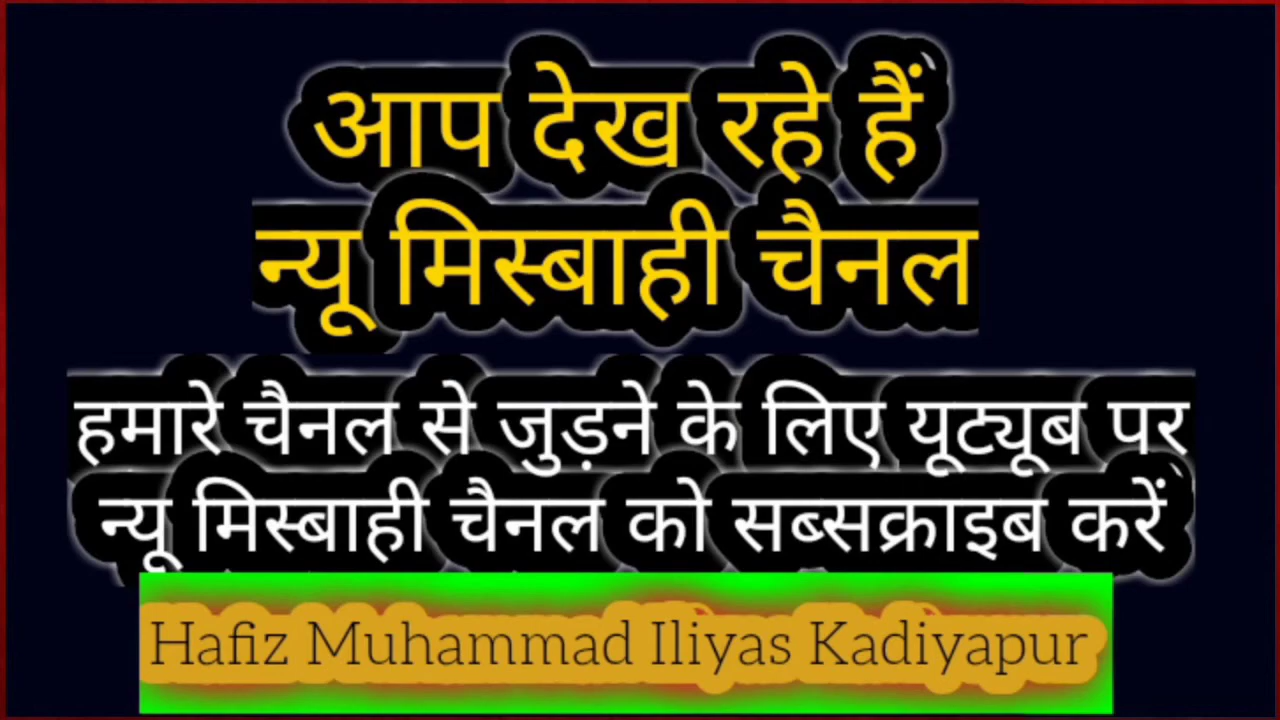 आप देख रहे हैं
न्यू मिस्बाही चैनल
हमारे चैनल से जुड़ने के लिए यूट्यूब पर
न्यू मिस्बाही चैनल को सब्सक्राइब करें
Hafiz Muhammad Iliyas Kadiyapur